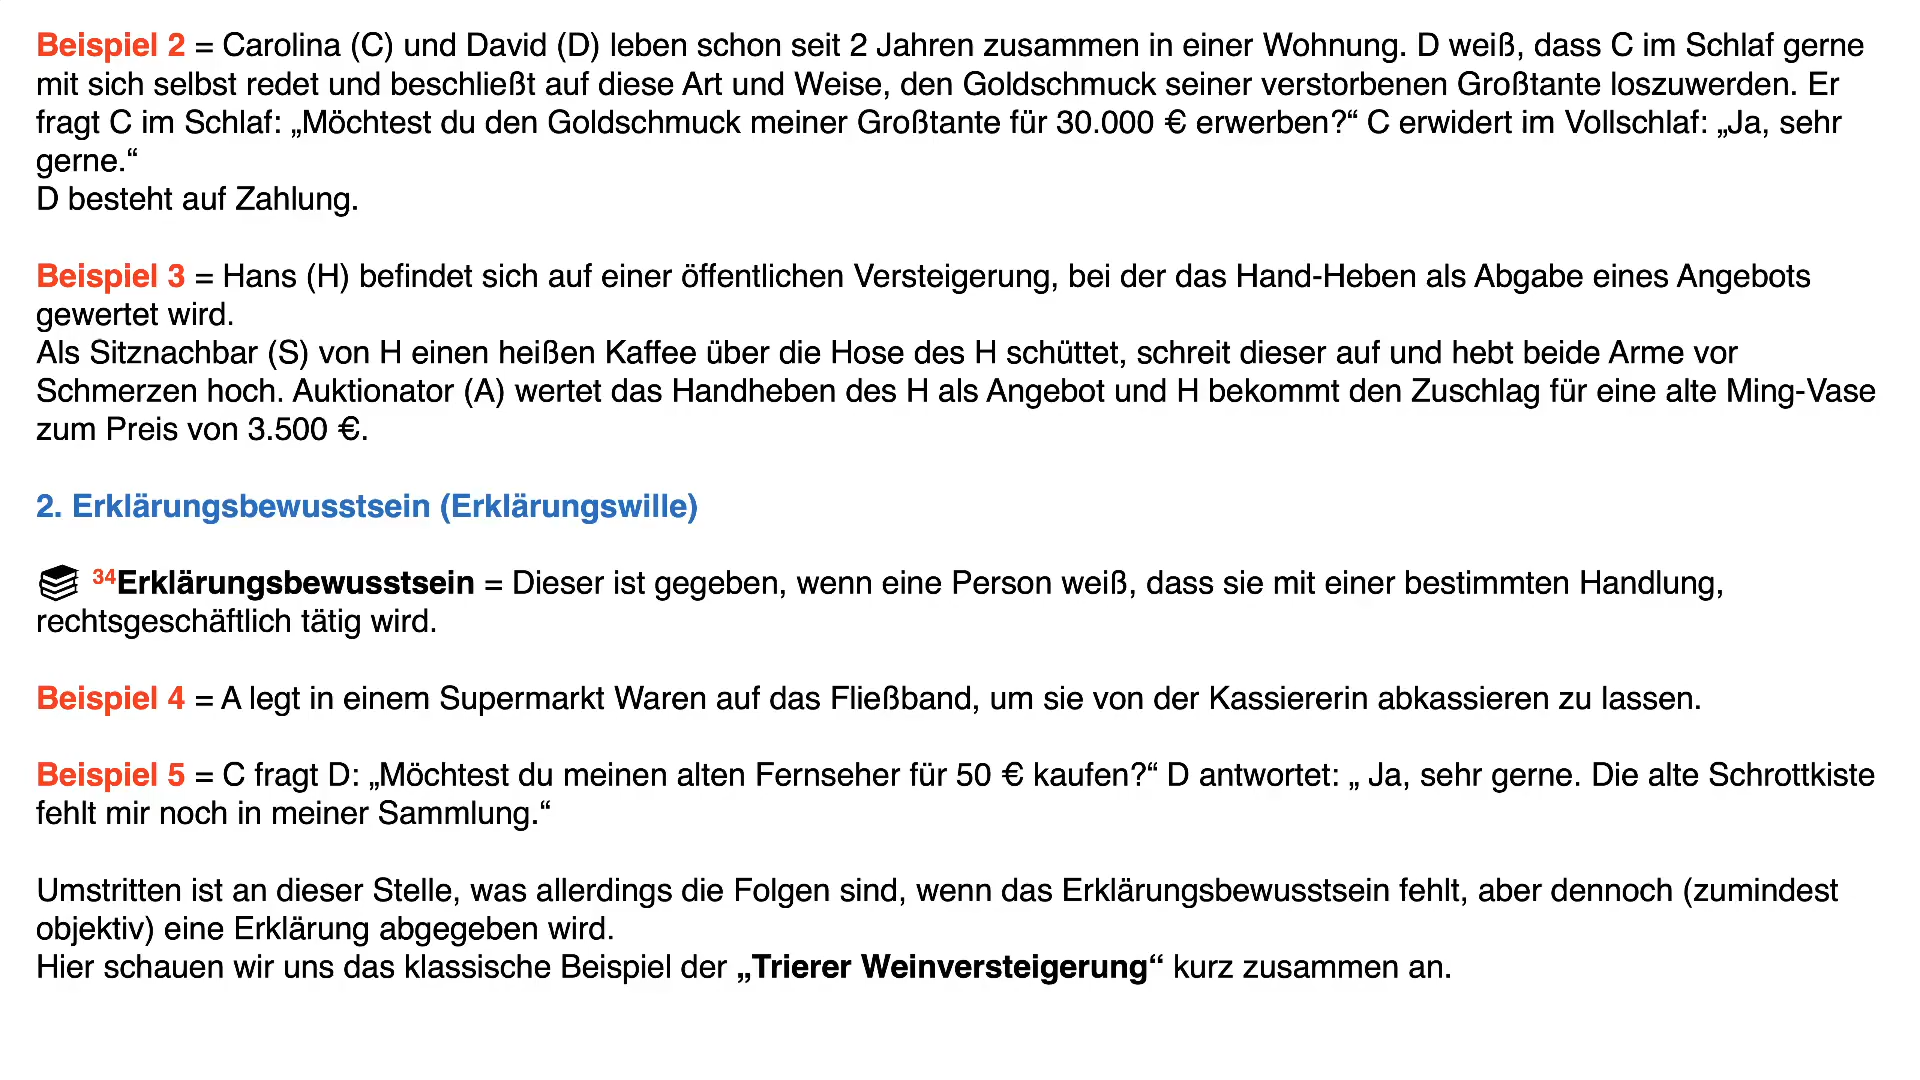 Beispiel 2 = Carolina (C) und David (D) leben schon seit 2 Jahren zusammen in einer Wohnung. D weiß, dass C im Schlaf gerne
mit sich selbst redet und beschließt auf diese Art und Weise, den Goldschmuck seiner verstorbenen Großtante loszuwerden. Er
fragt C im Schlaf: „Möchtest du den Goldschmuck meiner Großtante für 30.000 € erwerben?“ C erwidert im Vollschlaf: „Ja, sehr
gerne.“
D besteht auf Zahlung.
Beispiel 3 = Hans (H) befindet sich auf einer öffentlichen Versteigerung, bei der das Hand-Heben als Abgabe eines Angebots
gewertet wird.
Als Sitznachbar (S) von H einen heißen Kaffee über die Hose des H schüttet, schreit dieser auf und hebt beide Arme vor
Schmerzen hoch. Auktionator (A) wertet das Handheben des H als Angebot und H bekommt den Zuschlag für eine alte Ming-Vase
zum Preis von 3.500 €.
2. Erklärungsbewusstsein (Erklärungswille)
34Erklärungsbewusstsein = Dieser ist gegeben, wenn eine Person weiß, dass sie mit einer bestimmten Handlung,
rechtsgeschäftlich tätig wird.
Beispiel 4 = A legt in einem Supermarkt Waren auf das Fließband, um sie von der Kassiererin abkassieren zu lassen.
Beispiel 5 = C fragt D: „Möchtest du meinen alten Fernseher für 50 € kaufen?“ D antwortet: „ Ja, sehr gerne. Die alte Schrottkiste
fehlt mir noch in meiner Sammlung.“
Umstritten ist an dieser Stelle, was allerdings die Folgen sind, wenn das Erklärungsbewusstsein fehlt, aber dennoch (zumindest
objektiv) eine Erklärung abgegeben wird.
Hier schauen wir uns das klassische Beispiel der „Trierer Weinversteigerung“ kurz zusammen an.